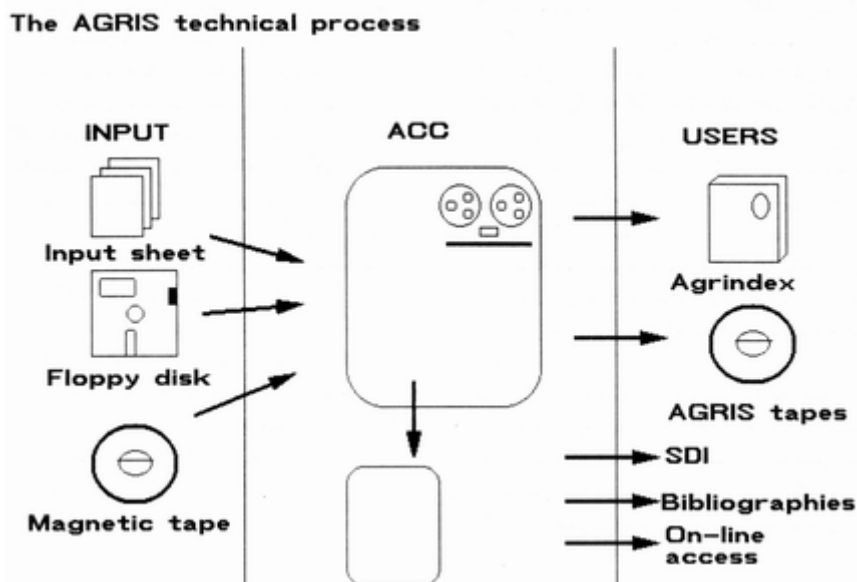 The AGRIS technical process
INPUT
Input sheet
Floppy disk
Magnetic tape
ACC
USERS
Agrindex
AGRIS tapes
SDI
Bibliographies
On-line
access